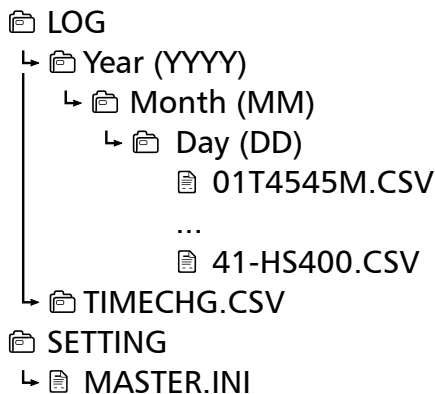 LOG
Year (YYYY)
Month (MM)
Day (DD)
01T4545M.CSV
...
41-HS400.CSV
TIMECHG.CSV
SETTING
MASTER.INI